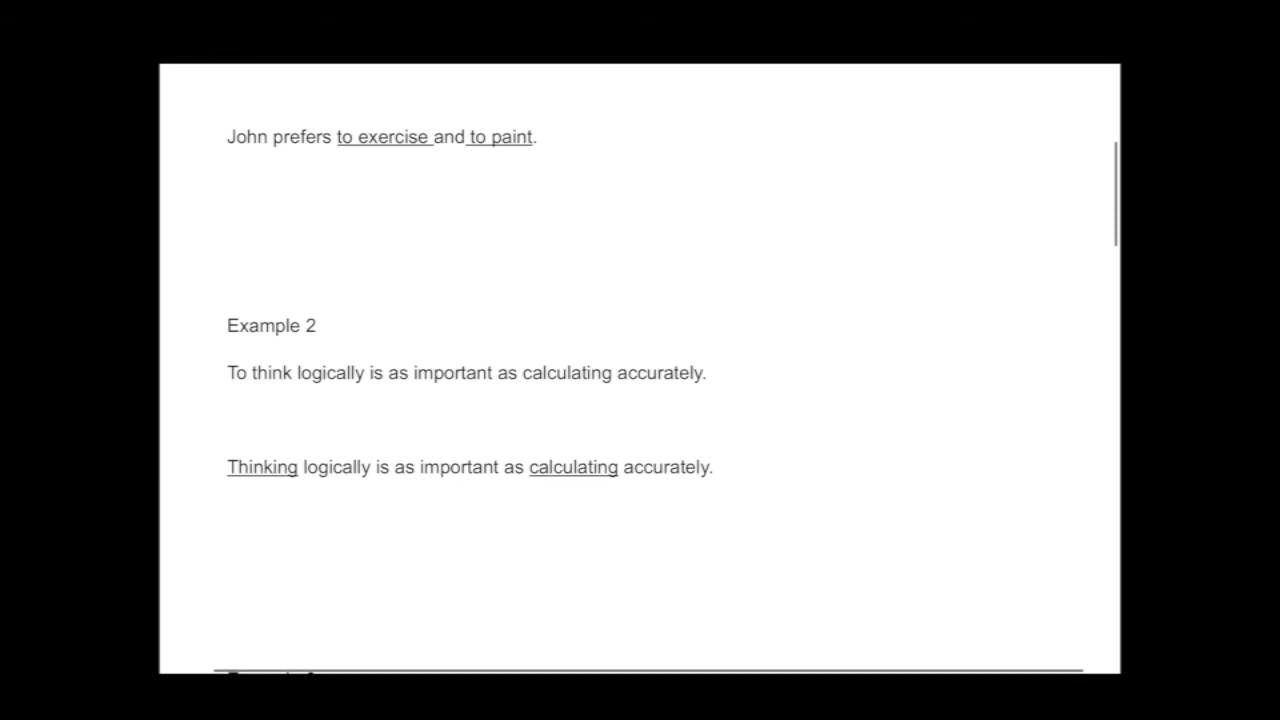 John prefers to exercise and to paint.
Example 2
To think logically is as important as calculating accurately.
Thinking logically is as important as calculating accurately.